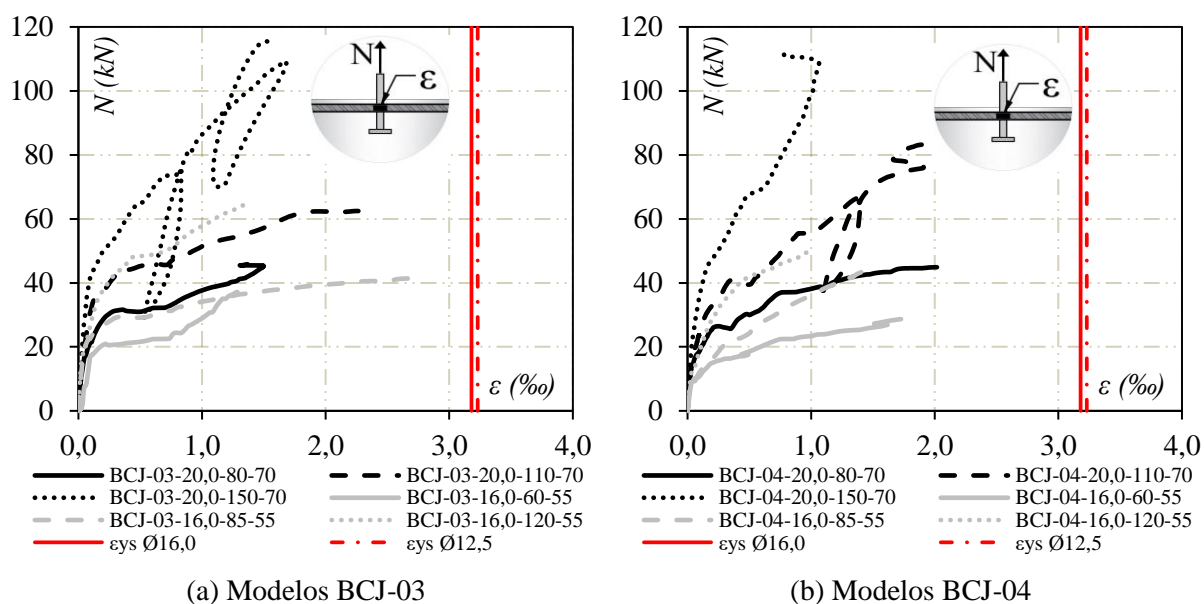 120
100
80
60
40
20
0
N (kN)
N
ε
ε (‰)
0,0 1,0 2,0 3,0 4,0
BCJ-03-20,0-80-70 BCJ-03-20,0-110-70
BCJ-03-20,0-150-70 BCJ-03-16,0-60-55
BCJ-03-16,0-85-55 BCJ-03-16,0-120-55
εys Ø16,0 εys Ø12,5
(a) Modelos BCJ-03
120
100
80
60
40
20
0
N (kN)
N
ε
ε (‰)
0,0 1,0 2,0 3,0 4,0
BCJ-04-20,0-80-70 BCJ-04-20,0-110-70
BCJ-04-20,0-150-70 BCJ-04-16,0-60-55
BCJ-04-16,0-85-55 BCJ-04-16,0-120-55
εys Ø16,0 εys Ø12,5
(b) Modelos BCJ-04